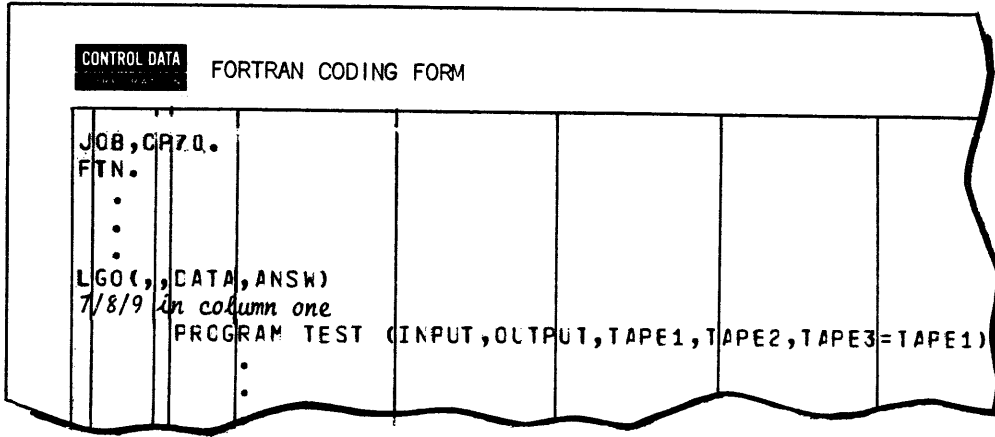 CONTROL DATA
FORTRAN CODING FORM
JOB,CP70.
FTN.
.
.
.
LGO(,,DATA,ANSW)
7/8/9 in column one
PROGRAM TEST (INPUT,OUTPUT,TAPE1,TAPE2,TAPE3=TAPE1)
.
.